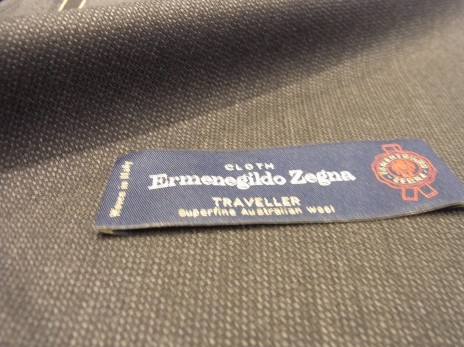 CLOTH
Ermenegildo Zegna
TRAVELLER
Superfine Australian Wool
Woven in Italy